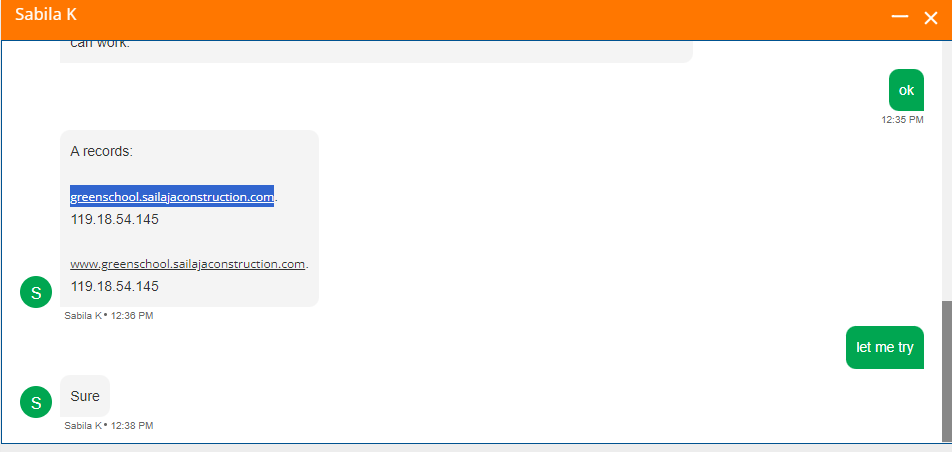 Sabila K
can work.
ok
12:35 PM
A records:
greenschool.sailajaconstruction.com.
119.18.54.145
www.greenschool.sailajaconstruction.com.
119.18.54.145
S
Sabila K • 12:36 PM
let me try
Sure
S
Sabila K • 12:38 PM